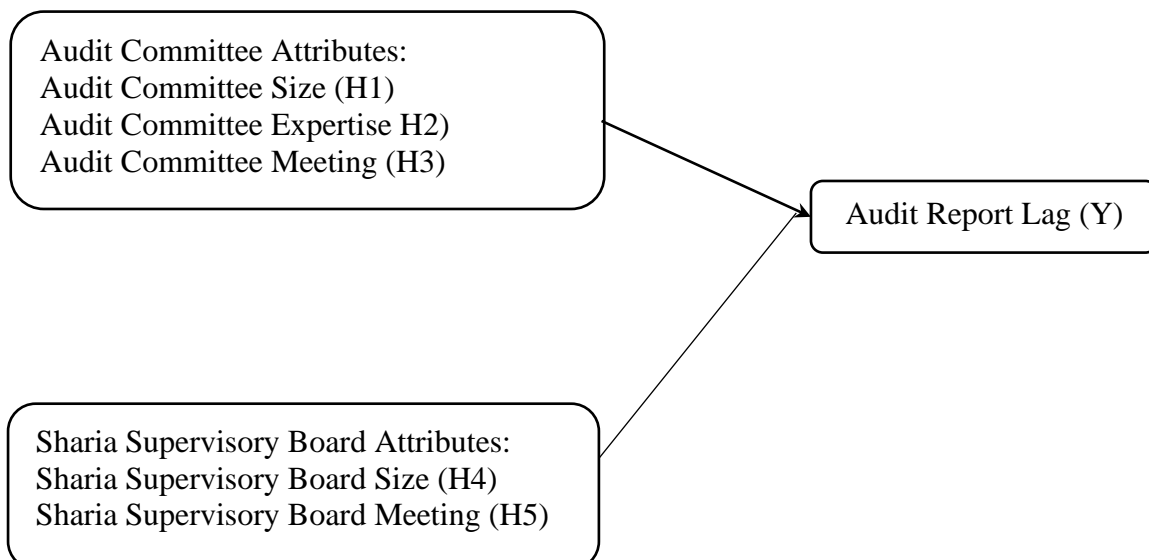 Audit Committee Attributes:
Audit Committee Size (H1)
Audit Committee Expertise H2)
Audit Committee Meeting (H3)
Audit Report Lag (Y)
Sharia Supervisory Board Attributes:
Sharia Supervisory Board Size (H4)
Sharia Supervisory Board Meeting (H5)